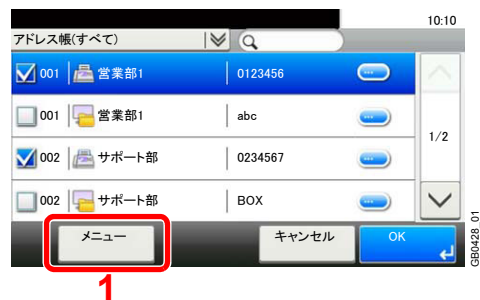 10:10
アドレス帳(すべて)
001 営業部1 0123456
001 営業部1 abc
1/2
002 サポート部 0234567
002 サポート部 BOX
メニュー キャンセル OK
1
GB0428_01